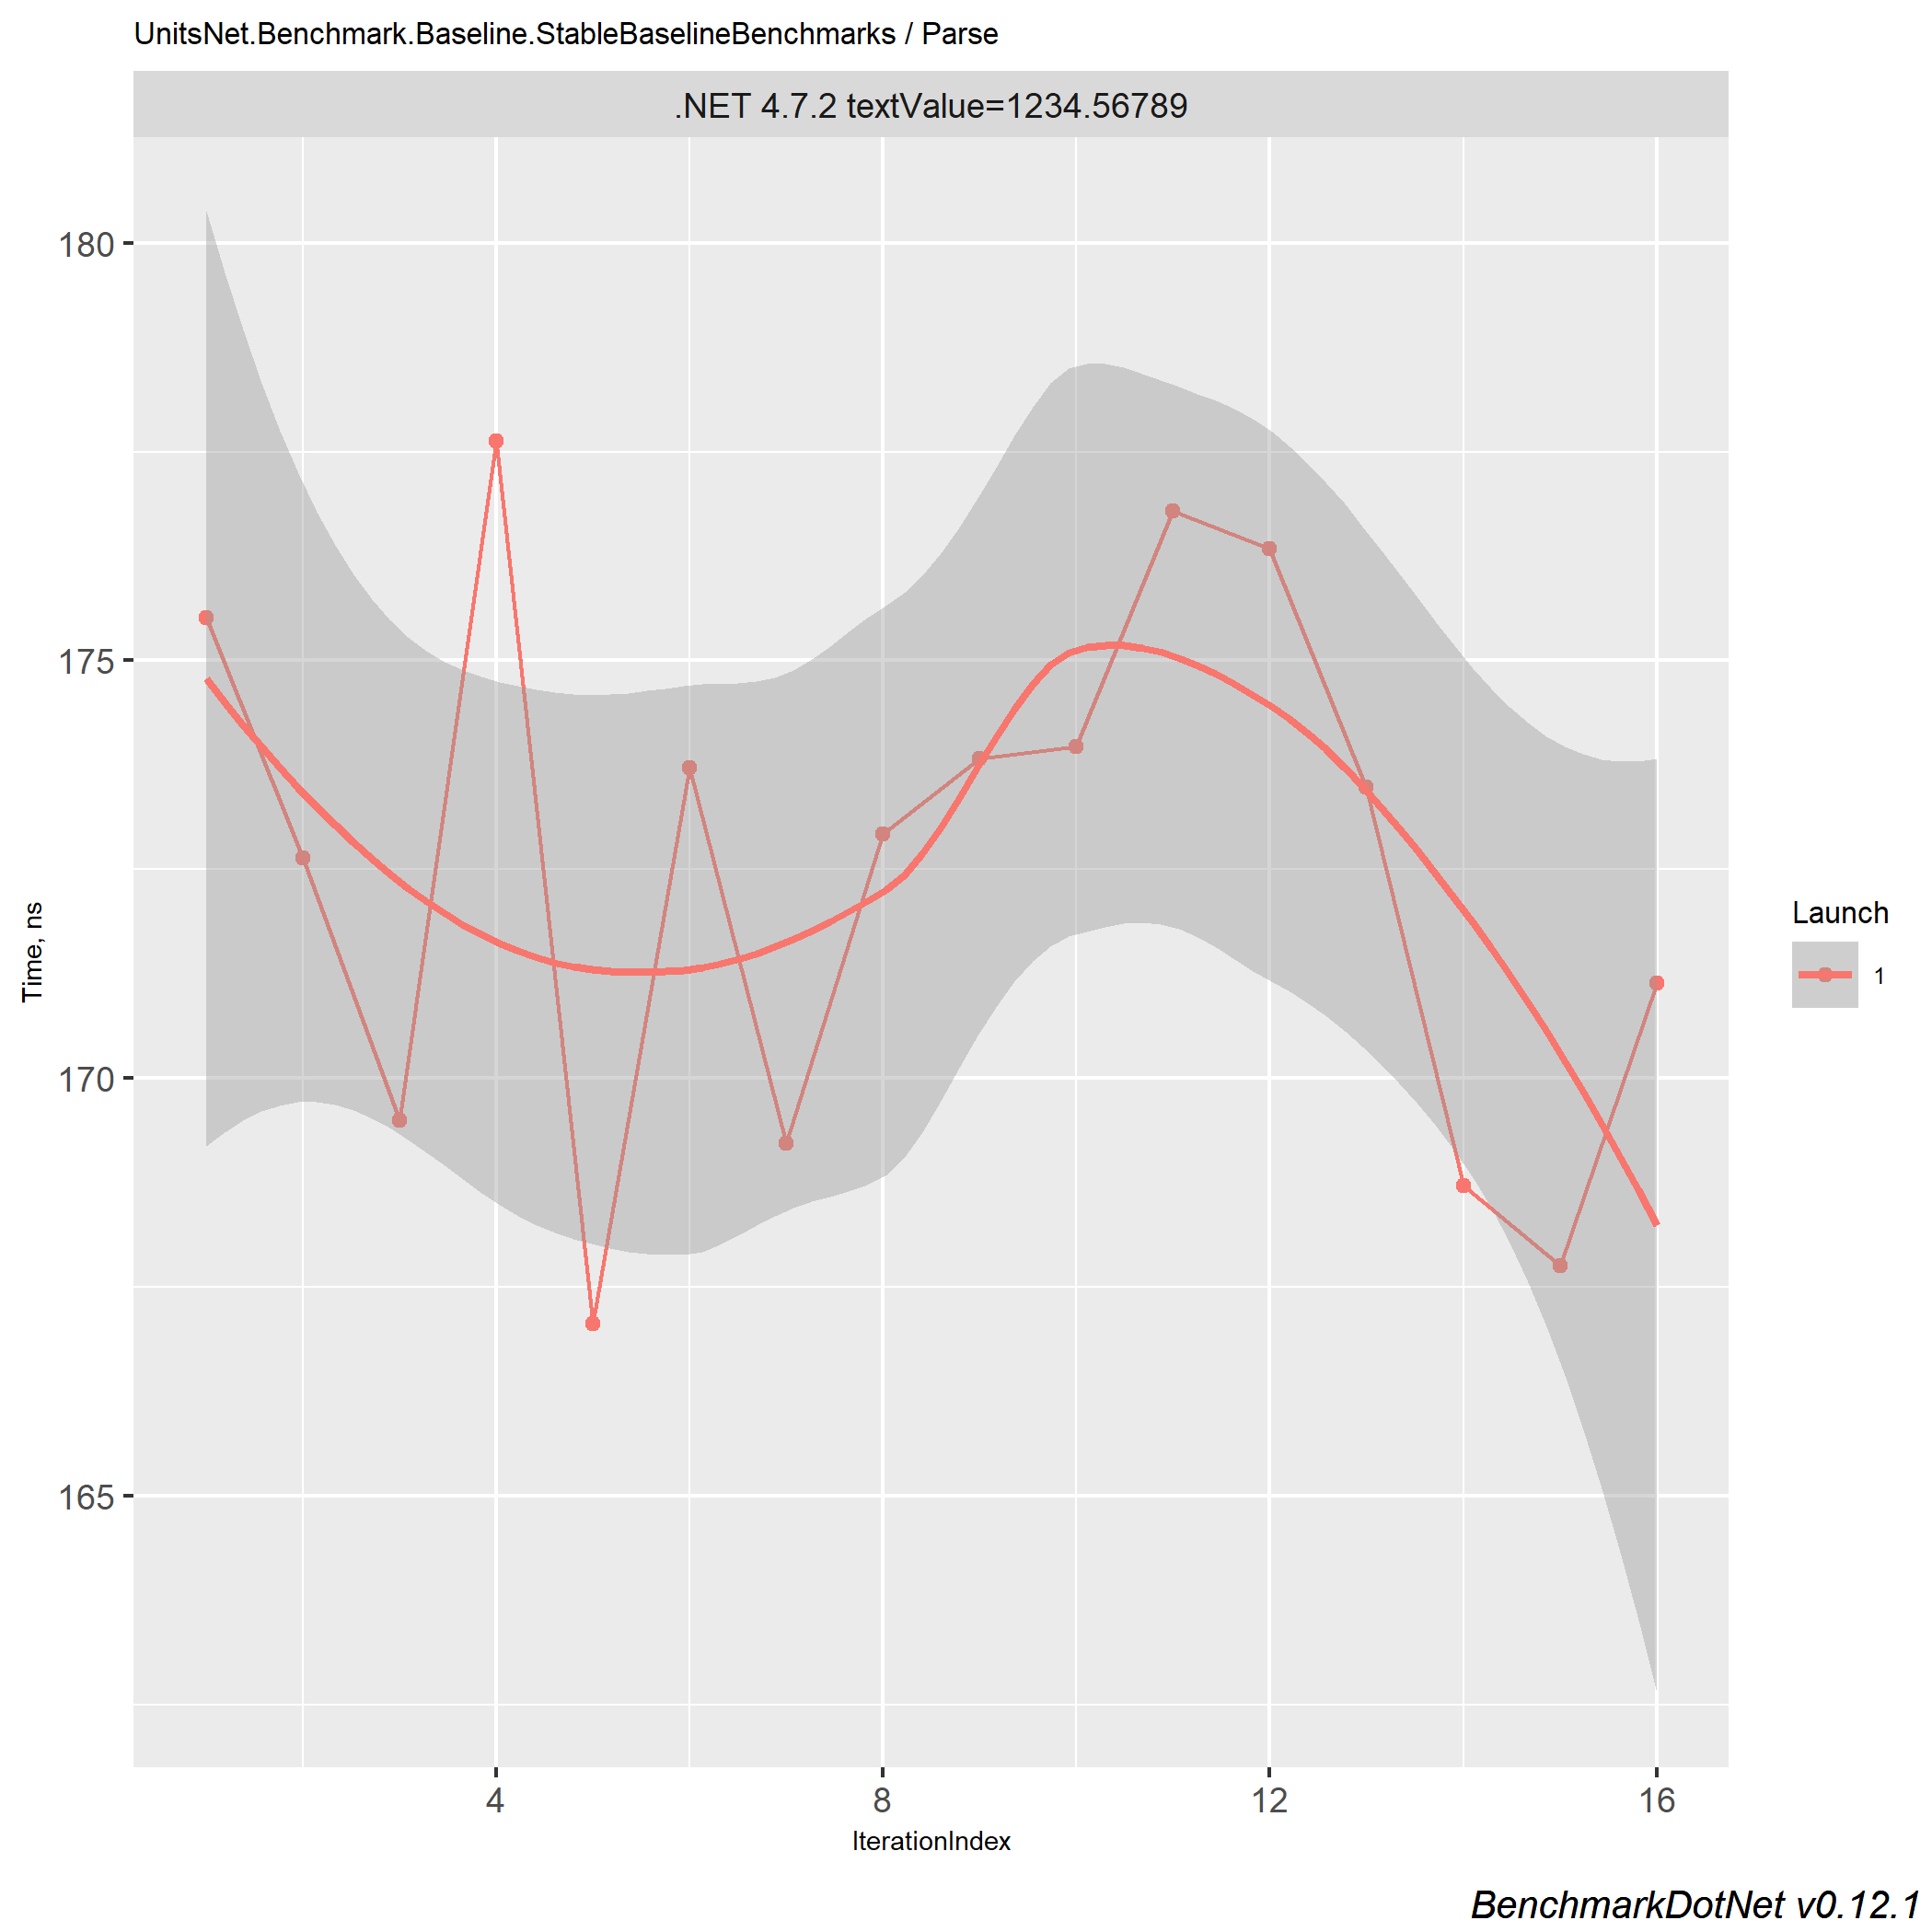 UnitsNet.Benchmark.Baseline.StableBaselineBenchmarks / Parse
.NET 4.7.2 textValue=1234.56789
180
175
170
165
Time, ns
4 8 12 16
IterationIndex
Launch
1
BenchmarkDotNet v0.12.1